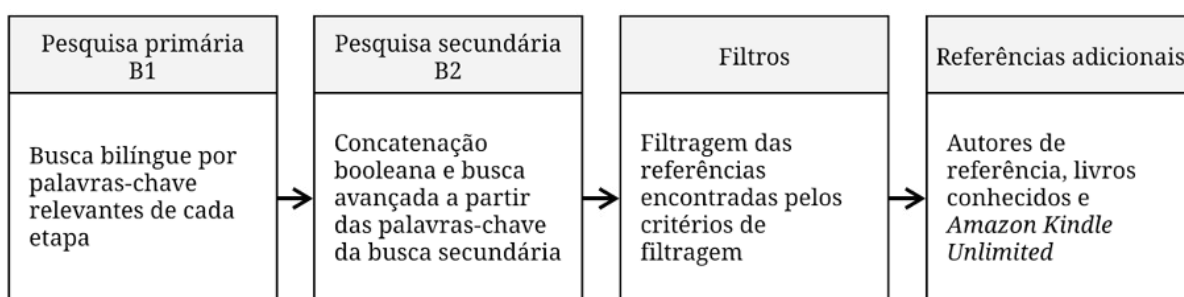 Pesquisa primária
B1
Busca bilíngue por
palavras-chave
relevantes de cada
etapa
Pesquisa secundária
B2
Concatenação
booleana e busca
avançada a partir
das palavras-chave
da busca secundária
Filtros
Filtragem das
referências
encontradas pelos
critérios de
filtragem
Referências adicionais
Autores de
referência, livros
conhecidos e
Amazon Kindle
Unlimited